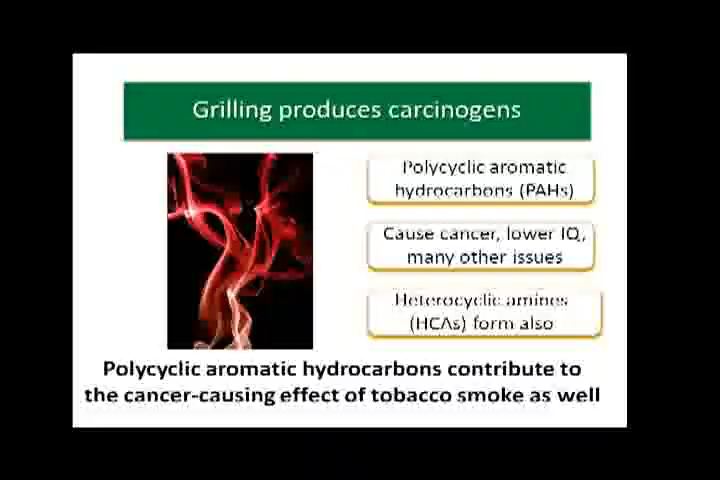 Grilling produces carcinogens
Polycyclic aromatic
hydrocarbons (PAHs)
Cause cancer, lower IQ,
many other issues
Heterocyclic amines
(HCAs) form also
Polycyclic aromatic hydrocarbons contribute to
the cancer-causing effect of tobacco smoke as well